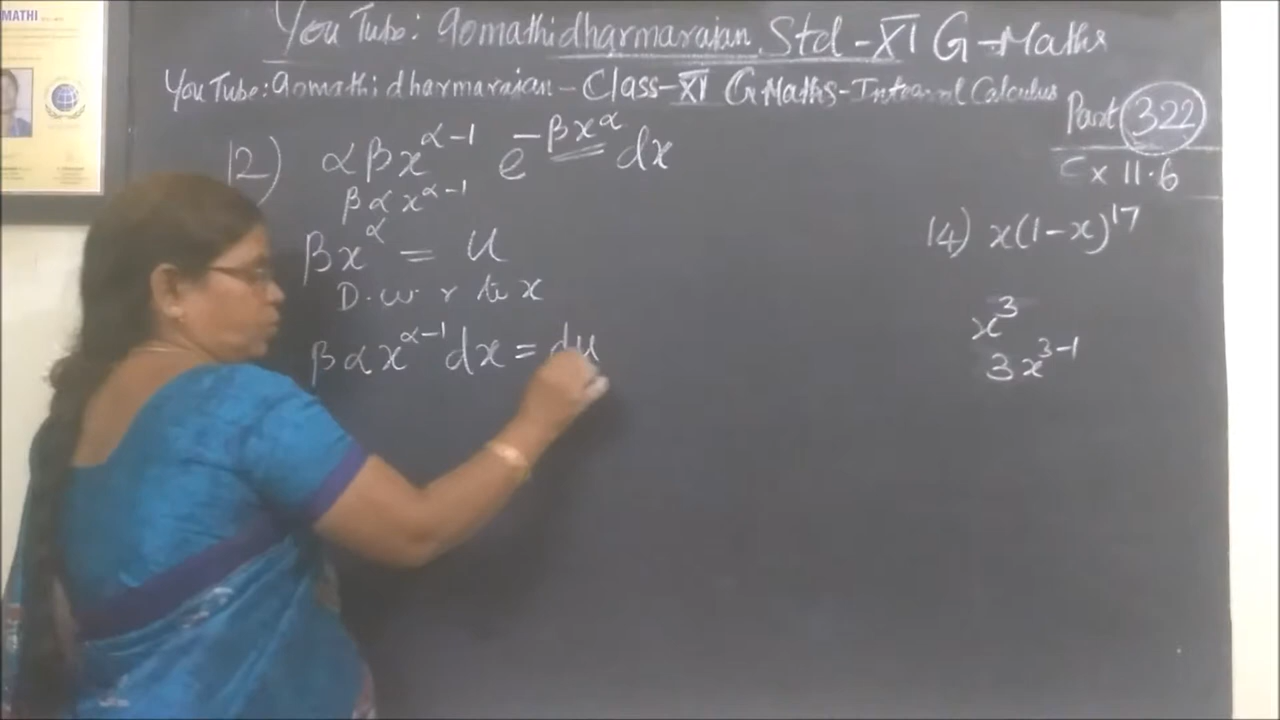 MATHI
You Tube: gomathidharmarajan Std-XI G-Maths
You Tube: gomathidharmarajan - Class-XI G Maths - Integral Calculus
Part 322
Ex 11.6
12) αβx^{α-1} e^{-βx^α} dx
βαx^{α-1}
βx^α = u
D. w r to x
βαx^{α-1}dx = du
14) x(1-x)^{17}
x^3
3x^{3-1}